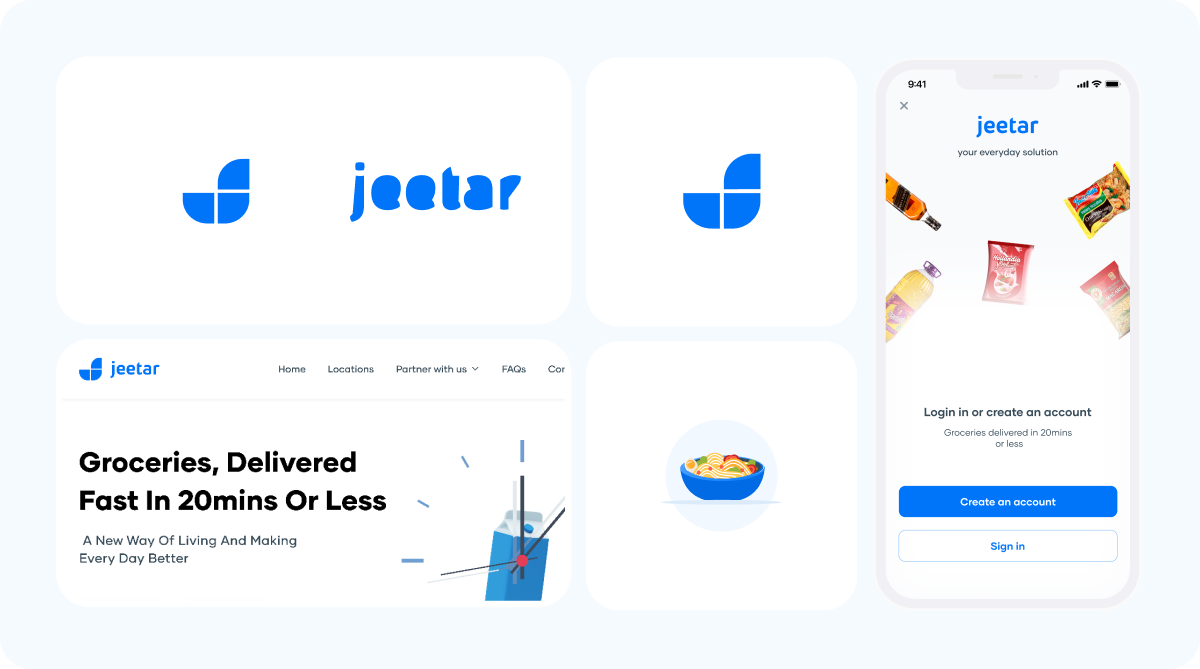 jeetar
jeetar
Home Locations Partner with us FAQs
Groceries, Delivered
Fast In 20mins Or Less
A New Way Of Living And Making
Every Day Better
9:41
jeetar
your everyday solution
Login in or create an account
Groceries delivered in 20mins
or less
Create an account
Sign in